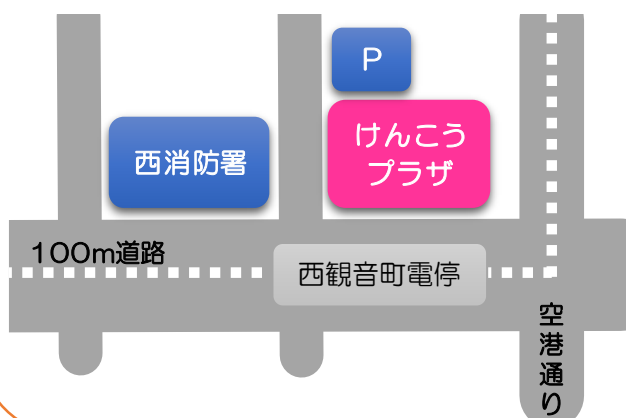 P
けんこう
プラザ
西消防署
100m道路
西観音町電停
空港通り